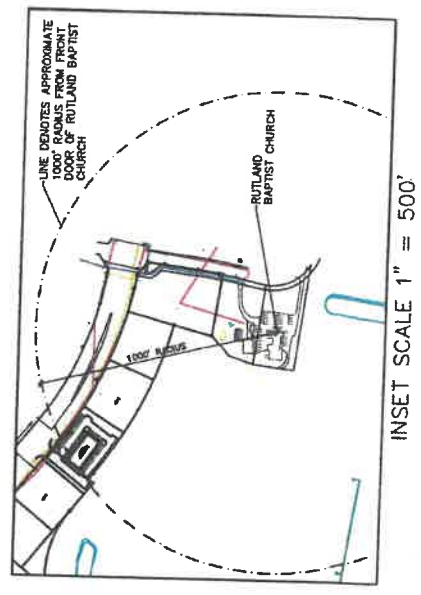 LINE DENOTES APPROXIMATE
1000' RADIUS FROM FRONT
DOOR OF RUTLAND BAPTIST
CHURCH
RUTLAND
BAPTIST CHURCH
1000' RADIUS
INSET SCALE 1" = 500'